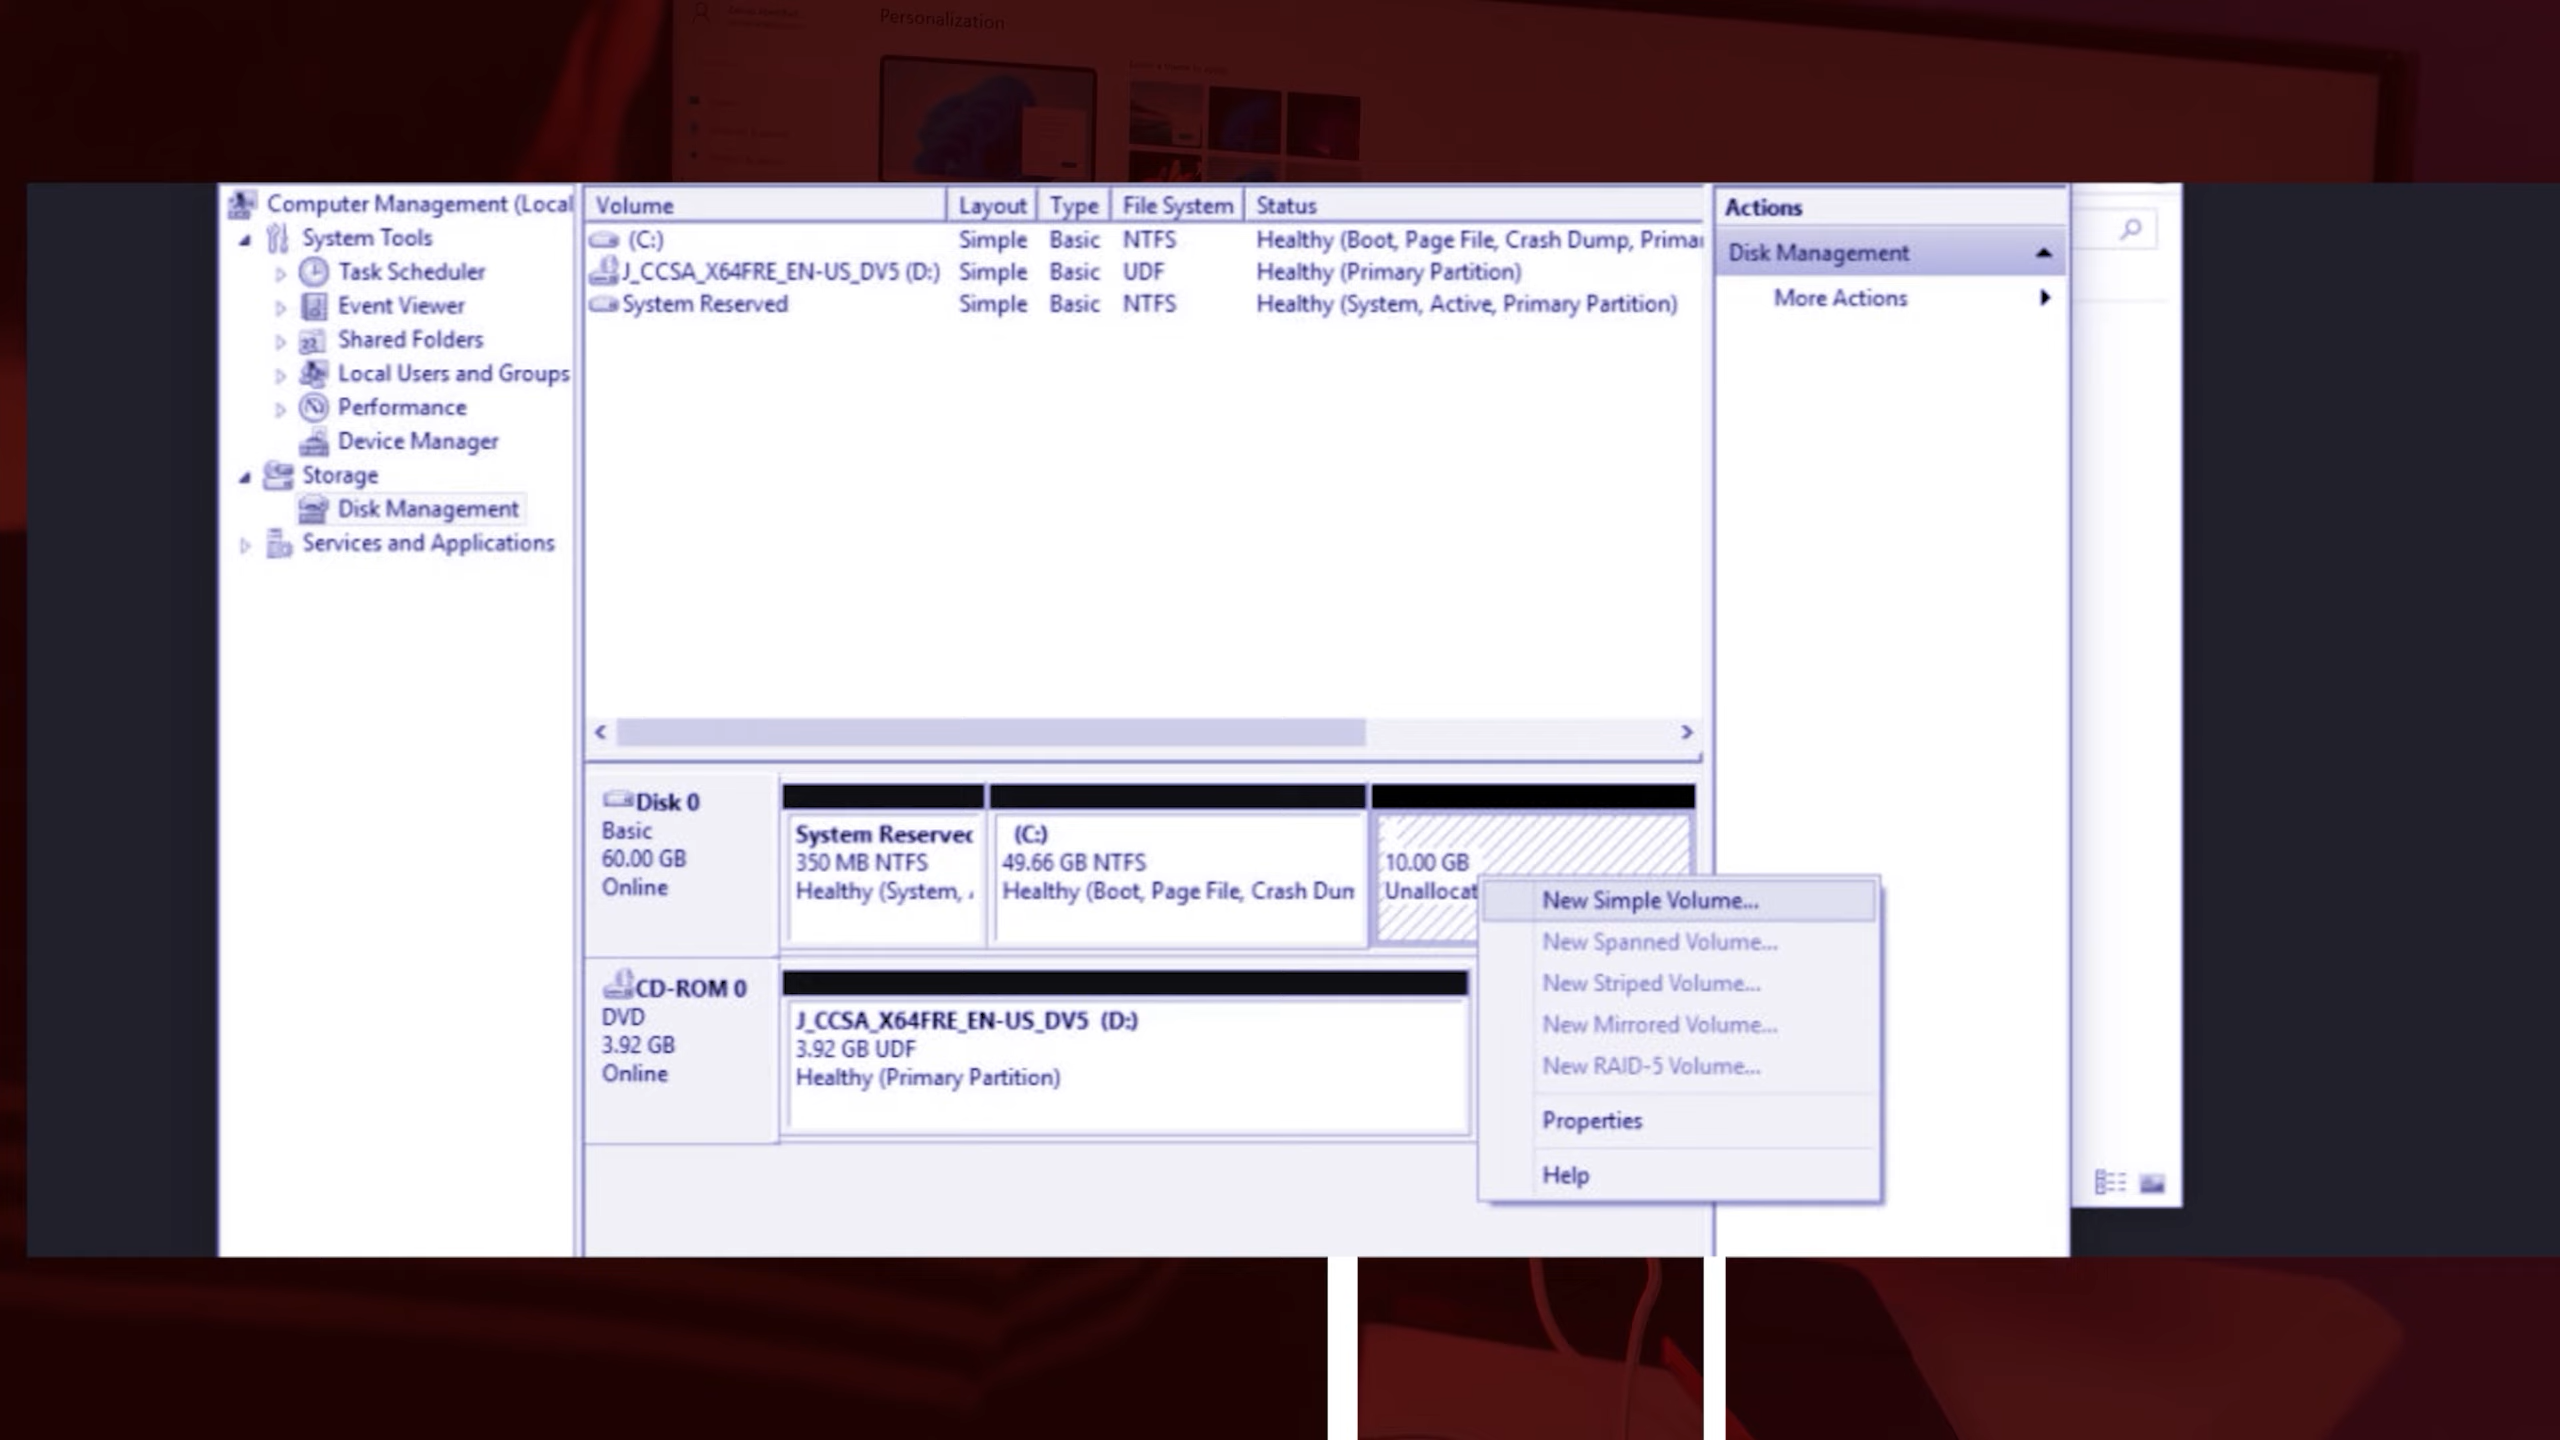 Personalization
Computer Management (Local
System Tools
Task Scheduler
Event Viewer
Shared Folders
Local Users and Groups
Performance
Device Manager
Storage
Disk Management
Services and Applications
Volume Layout Type File System Status
(C:) Simple Basic NTFS Healthy (Boot, Page File, Crash Dump, Primar
J_CCSA_X64FRE_EN-US_DV5 (D:) Simple Basic UDF Healthy (Primary Partition)
System Reserved Simple Basic NTFS Healthy (System, Active, Primary Partition)
Actions
Disk Management
More Actions
Disk 0
Basic
60.00 GB
Online
System Reserved
350 MB NTFS
Healthy (System, A
(C:)
49.66 GB NTFS
Healthy (Boot, Page File, Crash Dun
10.00 GB
Unallocat
CD-ROM 0
DVD
3.92 GB
Online
J_CCSA_X64FRE_EN-US_DV5 (D:)
3.92 GB UDF
Healthy (Primary Partition)
New Simple Volume...
New Spanned Volume...
New Striped Volume...
New Mirrored Volume...
New RAID-5 Volume...
Properties
Help